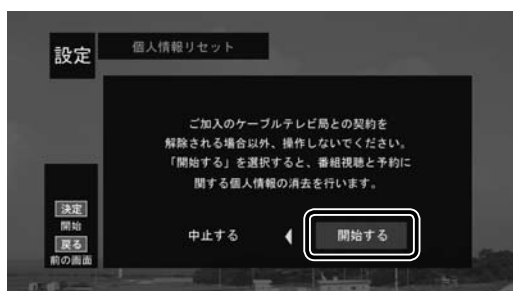 設定
個人情報リセット
ご加入のケーブルテレビ局との契約を
解除される場合以外、操作しないでください。
「開始する」を選択すると、番組視聴と予約に
関する個人情報の消去を行います。
中止する
開始する
決定
開始
戻る
前の画面